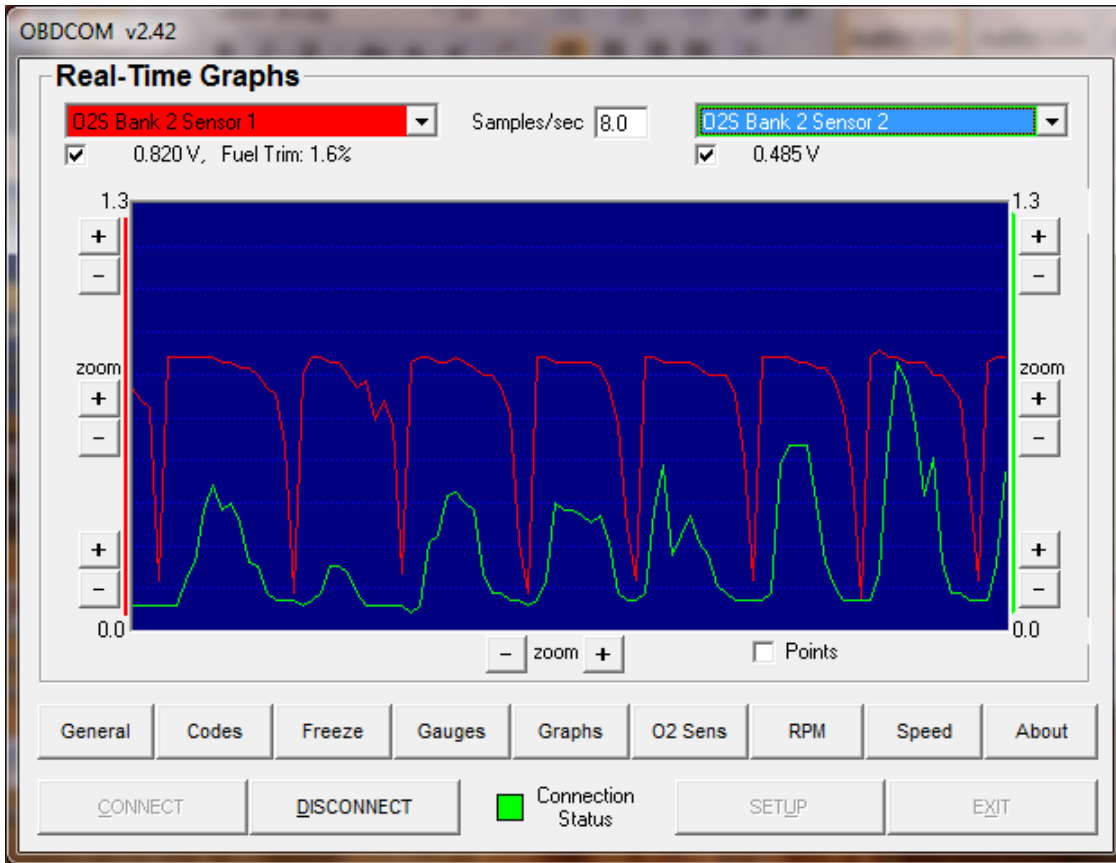 OBDCOM v2.42
Real-Time Graphs
O2S Bank 2 Sensor 1
Samples/sec 8.0
O2S Bank 2 Sensor 2
0.820 V, Fuel Trim: 1.6%
0.485 V
1.3
1.3
+
+
-
-
zoom
zoom
+
+
-
-
+
+
-
-
0.0
0.0
- zoom +
Points
General Codes Freeze Gauges Graphs O2 Sens RPM Speed About
CONNECT DISCONNECT Connection Status SETUP EXIT